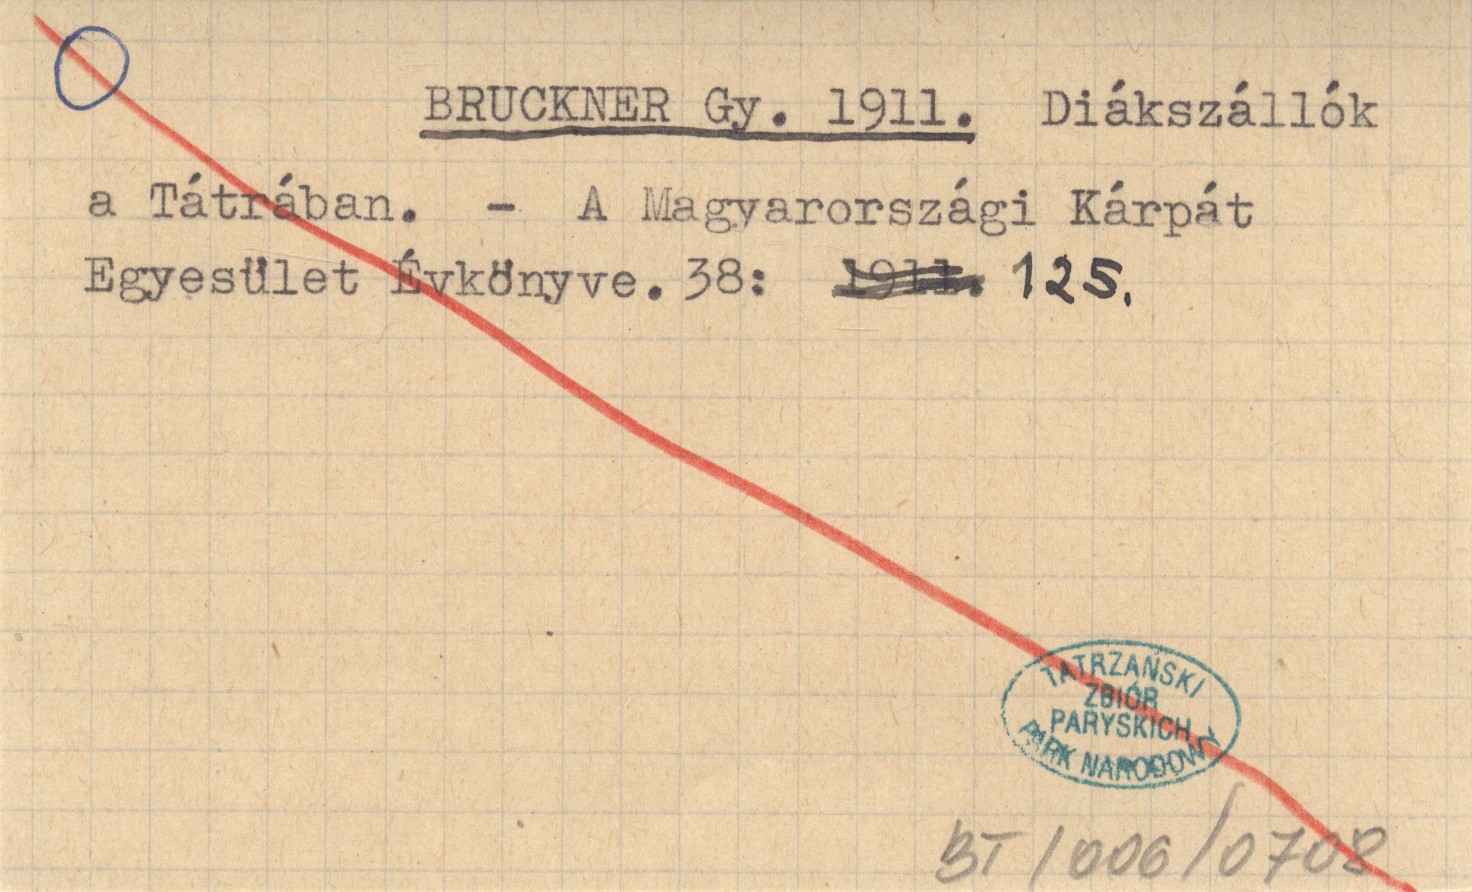 BRUCKNER Gy. 1911. Diákszállók
a Tátrában. - A Magyarországi Kárpát
Egyesület Évkönyve. 38: 1911. 125.
TATRZAŃSKI
ZBIÓR
PARYSKICH
PARK NARODOWY
BT/006/0708